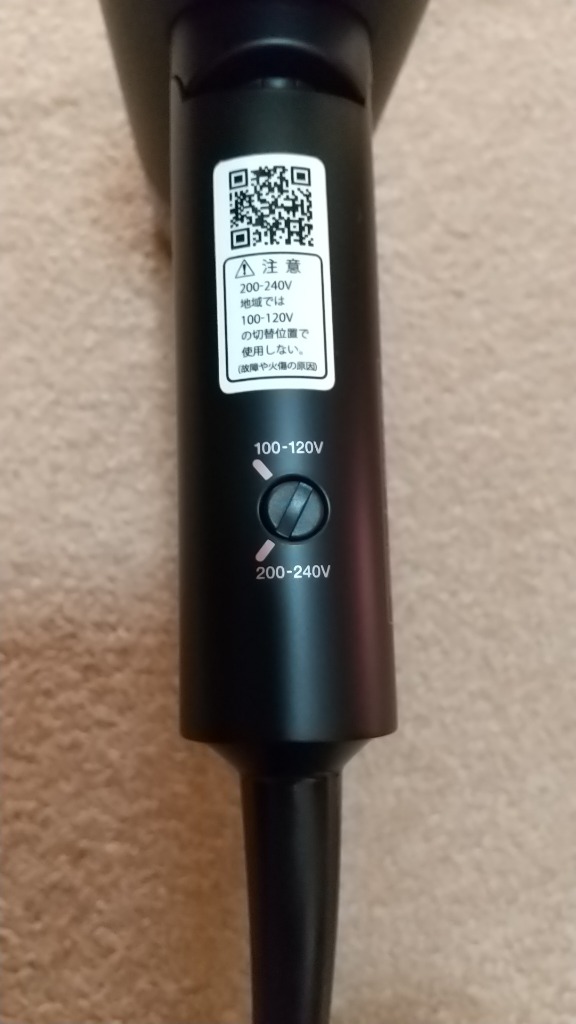 注意
200-240V
地域では
100-120V
の切替位置で
使用しない。
(故障や火傷の原因)
100-120V
200-240V